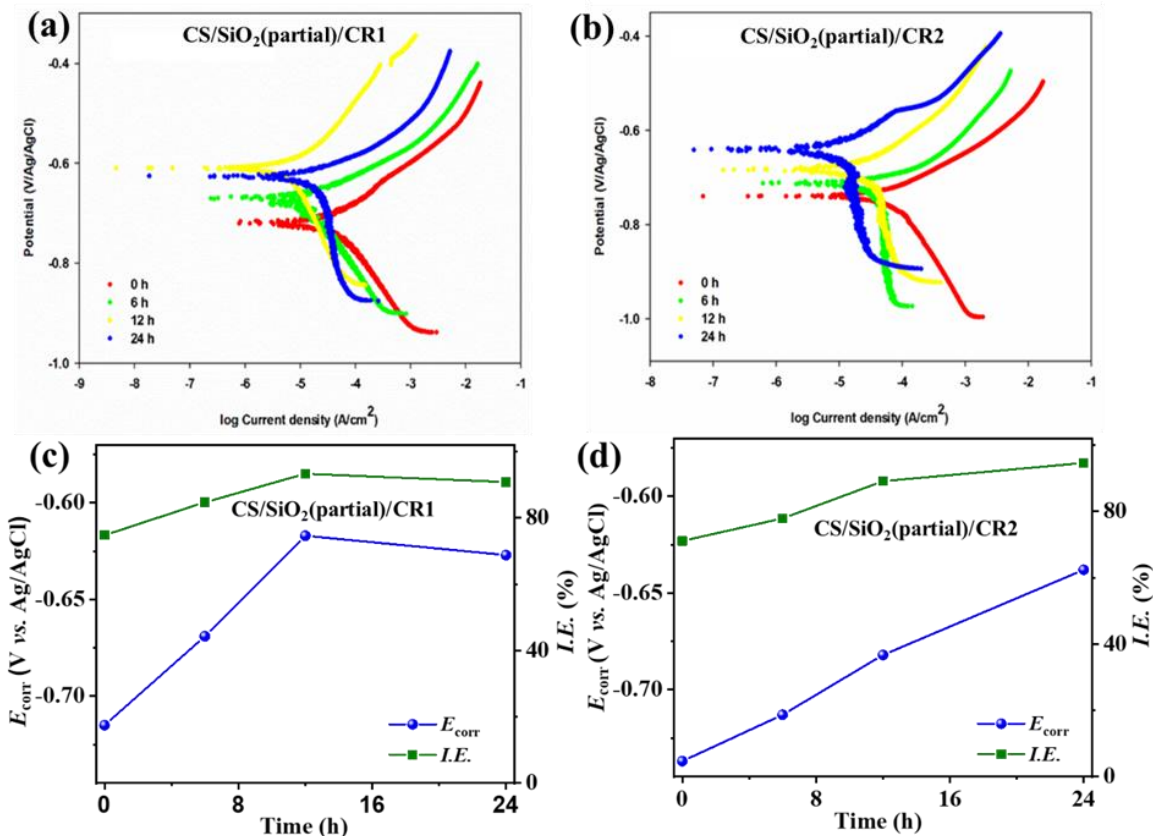 (a)
CS/SiO₂(partial)/CR1
Potential (V/Ag/AgCl)
-0.4
-0.6
-0.8
-1.0
0 h
6 h
12 h
24 h
-8 -7 -6 -5 -4 -3 -2 -1
log Current density (A/cm²)
(b)
CS/SiO₂(partial)/CR2
Potential (V/Ag/AgCl)
-0.4
-0.6
-0.8
-1.0
0 h
6 h
12 h
24 h
-8 -7 -6 -5 -4 -3 -2 -1
log Current density (A/cm²)
(c)
CS/SiO₂(partial)/CR1
E corr (V vs. Ag/AgCl)
-0.60
-0.65
-0.70
80
40
0
I.E. (%)
E corr
I.E.
0 8 16 24
Time (h)
(d)
CS/SiO₂(partial)/CR2
E corr (V vs. Ag/AgCl)
-0.60
-0.65
-0.70
80
40
0
I.E. (%)
E corr
I.E.
0 8 16 24
Time (h)